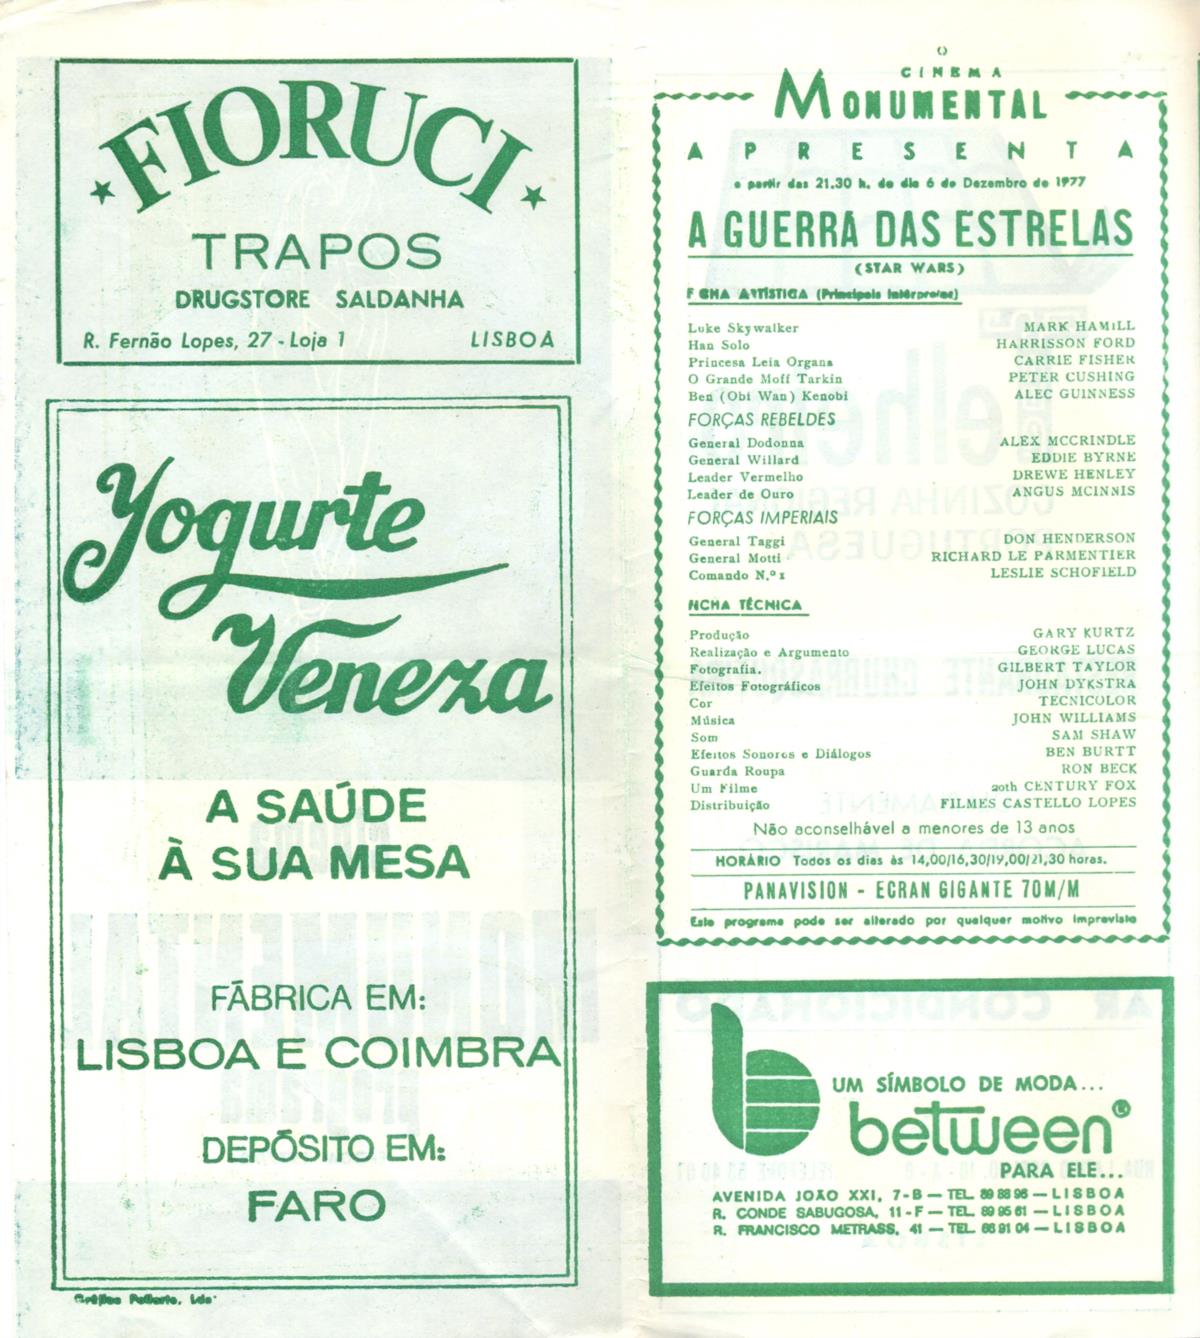 ★ FIORUCI ★
TRAPOS
DRUGSTORE SALDANHA
R. Fernão Lopes, 27 - Loja 1 LISBOA
Yogurte
Veneza
A SAÚDE
À SUA MESA
FÁBRICA EM:
LISBOA E COIMBRA
DEPÓSITO EM:
FARO
Gráfica Lda
O
CINEMA
MONUMENTAL
APRESENTA
a partir das 21.30 h. do dia 6 de Dezembro de 1977
A GUERRA DAS ESTRELAS
(STAR WARS)
FICHA ARTÍSTICA (Principais Intérpretes)
Luke Skywalker MARK HAMILL
Han Solo HARRISSON FORD
Princesa Leia Organa CARRIE FISHER
O Grande Moff Tarkin PETER CUSHING
Ben (Obi Wan) Kenobi ALEC GUINNESS
FORÇAS REBELDES
General Dodonna ALEX MCCRINDLE
General Willard EDDIE BYRNE
Leader Vermelho DREWE HENLEY
Leader de Ouro ANGUS MCINNIS
FORÇAS IMPERIAIS
General Taggi DON HENDERSON
General Motti RICHARD LE PARMENTIER
Comando N.º 1 LESLIE SCHOFIELD
FICHA TÉCNICA
Produção GARY KURTZ
Realização e Argumento GEORGE LUCAS
Fotografia. GILBERT TAYLOR
Efeitos Fotográficos JOHN DYKSTRA
Cor TECNICOLOR
Música JOHN WILLIAMS
Som SAM SHAW
Efeitos Sonoros e Diálogos BEN BURTT
Guarda Roupa RON BECK
Um Filme 20th CENTURY FOX
Distribuição FILMES CASTELLO LOPES
Não aconselhável a menores de 13 anos
HORÁRIO Todos os dias às 14,00/16,30/19,00/21,30 horas.
PANAVISION - ECRAN GIGANTE 70M/M
Este programa pode ser alterado por qualquer motivo imprevisto
UM SÍMBOLO DE MODA...
between
PARA ELE...
AVENIDA JOÃO XXI, 7-B — TEL. 89 88 96 — LISBOA
R. CONDE SABUGOSA, 11-F — TEL. 89 95 61 — LISBOA
R. FRANCISCO METRASS, 41 — TEL. 66 91 04 — LISBOA